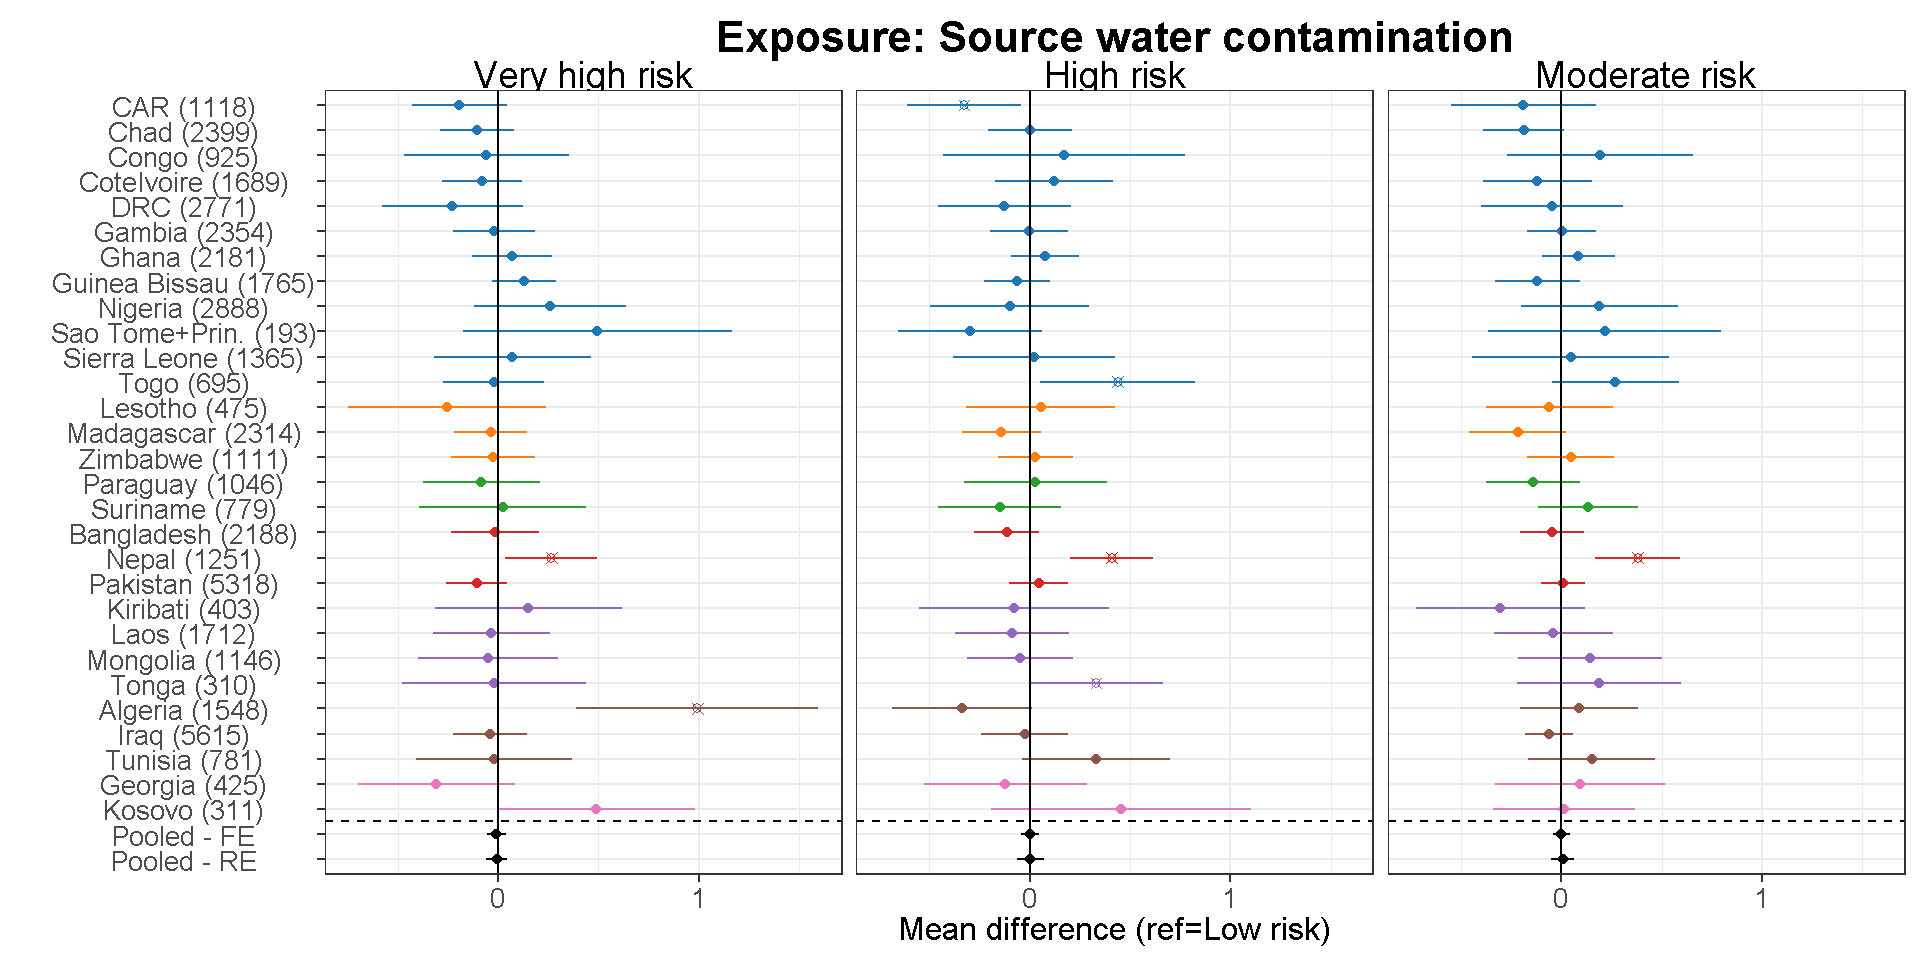 Exposure: Source water contamination
Very high risk High risk Moderate risk
CAR (1118)
Chad (2399)
Congo (925)
CoteIvoire (1689)
DRC (2771)
Gambia (2354)
Ghana (2181)
Guinea Bissau (1765)
Nigeria (2888)
Sao Tome+Prin. (193)
Sierra Leone (1365)
Togo (695)
Lesotho (475)
Madagascar (2314)
Zimbabwe (1111)
Paraguay (1046)
Suriname (779)
Bangladesh (2188)
Nepal (1251)
Pakistan (5318)
Kiribati (403)
Laos (1712)
Mongolia (1146)
Tonga (310)
Algeria (1548)
Iraq (5615)
Tunisia (781)
Georgia (425)
Kosovo (311)
Pooled - FE
Pooled - RE
0 1 0 1 0 1
Mean difference (ref=Low risk)